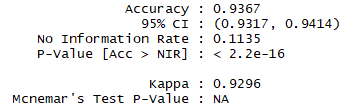 Accuracy : 0.9367
95% CI : (0.9317, 0.9414)
No Information Rate : 0.1135
P-Value [Acc > NIR] : < 2.2e-16
Kappa : 0.9296
Mcnemar's Test P-Value : NA